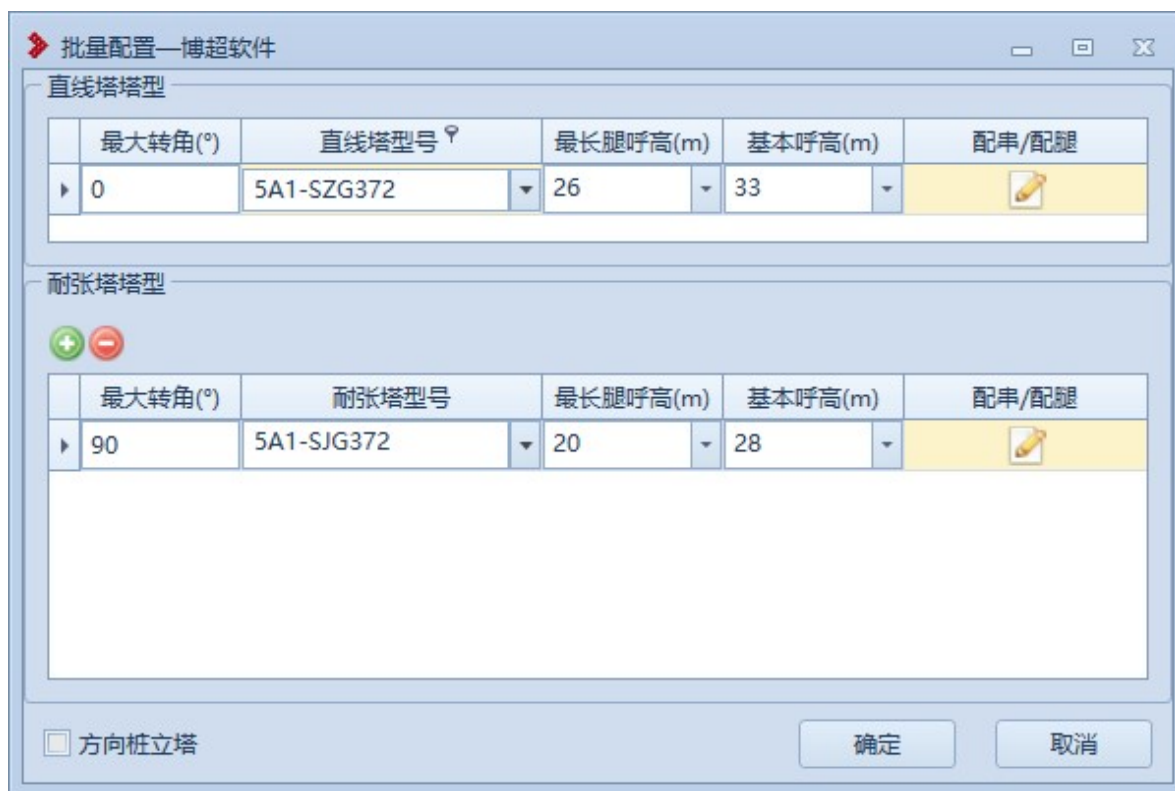 批量配置—博超软件
直线塔塔型
最大转角(°) 直线塔型号 最长腿呼高(m) 基本呼高(m) 配串/配腿
0 5A1-SZG372 26 33
耐张塔塔型
最大转角(°) 耐张塔型号 最长腿呼高(m) 基本呼高(m) 配串/配腿
90 5A1-SJG372 20 28
方向桩立塔 确定 取消